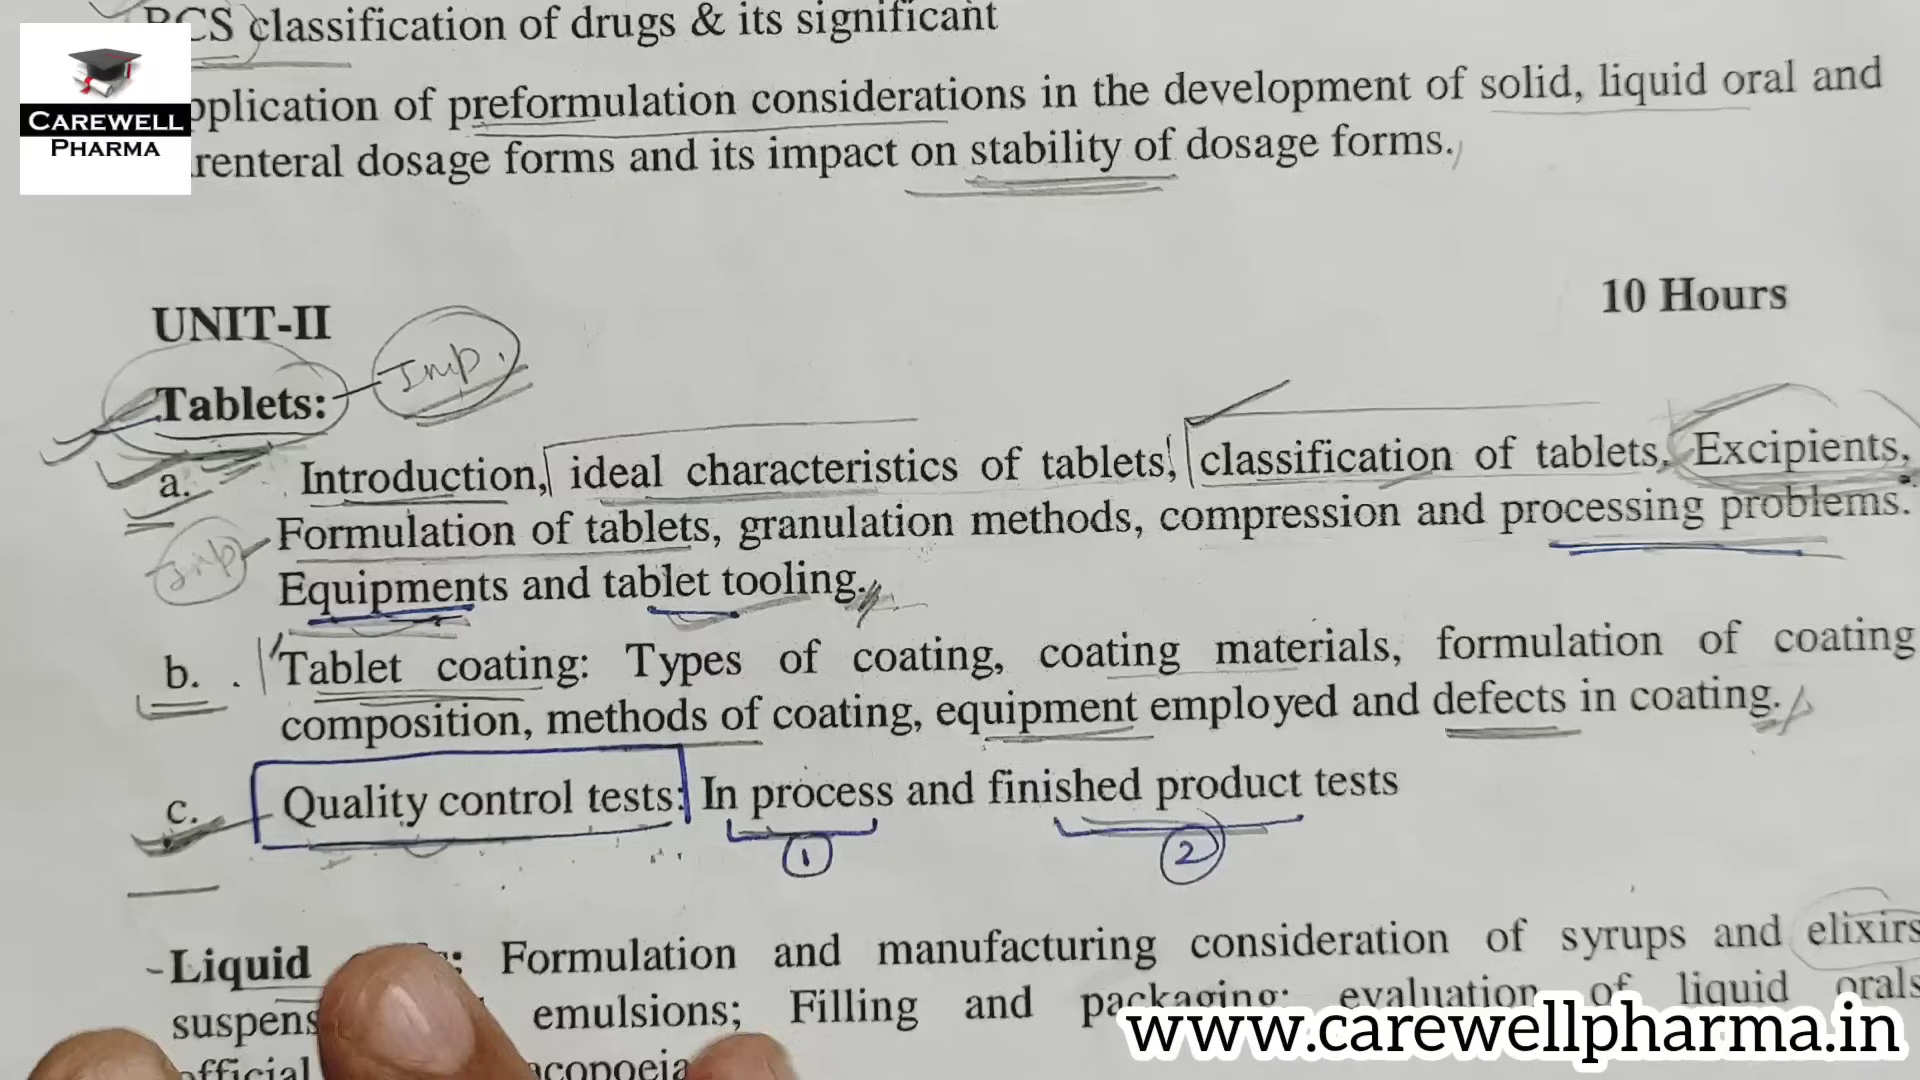 BCS classification of drugs & its significant
CAREWELL
PHARMA
pplication of preformulation considerations in the development of solid, liquid oral and
renteral dosage forms and its impact on stability of dosage forms.
UNIT-II 10 Hours
Tablets: Imp.
a. Introduction, ideal characteristics of tablets, classification of tablets, Excipients,
Imp Formulation of tablets, granulation methods, compression and processing problems.
Equipments and tablet tooling.
b. Tablet coating: Types of coating, coating materials, formulation of coating
composition, methods of coating, equipment employed and defects in coating.
c. Quality control tests: In process and finished product tests
1 2
Liquid Formulation and manufacturing consideration of syrups and elixirs
suspens emulsions; Filling and packaging; evaluation of liquid orals
official acopoeia
www.carewellpharma.in